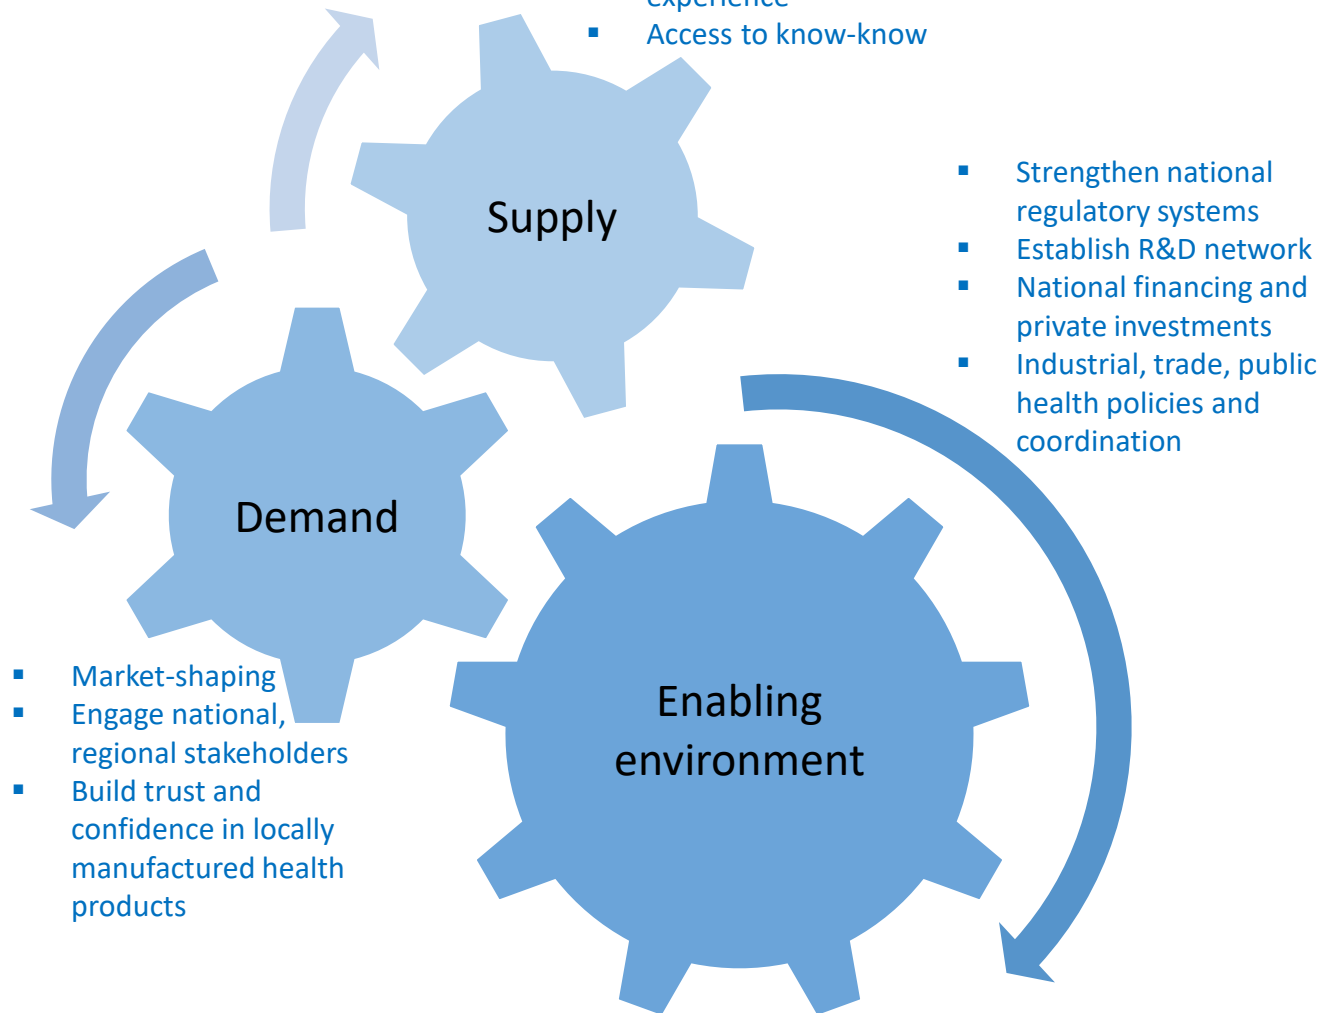 experience
▪ Access to know-know
Supply
▪ Strengthen national
regulatory systems
▪ Establish R&D network
▪ National financing and
private investments
▪ Industrial, trade, public
health policies and
coordination
Demand
▪ Market-shaping
▪ Engage national,
regional stakeholders
▪ Build trust and
confidence in locally
manufactured health
products
Enabling
environment